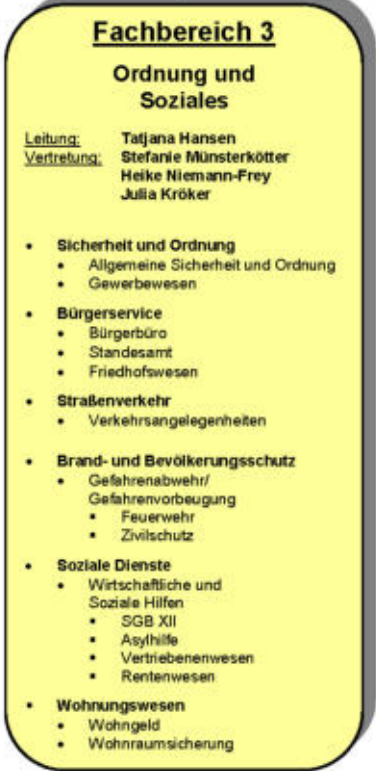 Fachbereich 3
Ordnung und
Soziales
Leitung: Tatjana Hansen
Vertretung: Stefanie Münsterkötter
Heike Niemann-Frey
Julia Kröker
• Sicherheit und Ordnung
• Allgemeine Sicherheit und Ordnung
• Gewerbewesen
• Bürgerservice
• Bürgerbüro
• Standesamt
• Friedhofswesen
• Straßenverkehr
• Verkehrsangelegenheiten
• Brand- und Bevölkerungsschutz
• Gefahrenabwehr/
Gefahrenvorbeugung
▪ Feuerwehr
▪ Zivilschutz
• Soziale Dienste
• Wirtschaftliche und
Soziale Hilfen
▪ SGB XII
▪ Asylhilfe
▪ Vertriebenenwesen
▪ Rentenwesen
• Wohnungswesen
• Wohngeld
• Wohnraumsicherung